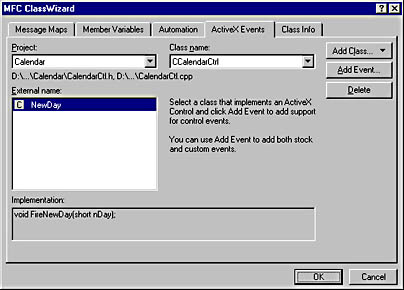 MFC ClassWizard
Message Maps
Member Variables
Automation
ActiveX Events
Class Info
Project:
Class name:
Calendar
CCalendarCtrl
Add Class...
D:\...\Calendar\CalendarCtl.h, D:\...\CalendarCtl.cpp
Add Event...
External name:
Delete
C NewDay
Select a class that implements an ActiveX
Control and click Add Event to add support
for control events.
You can use Add Event to add both stock
and custom events.
Implementation:
void FireNewDay(short nDay);
OK
Cancel